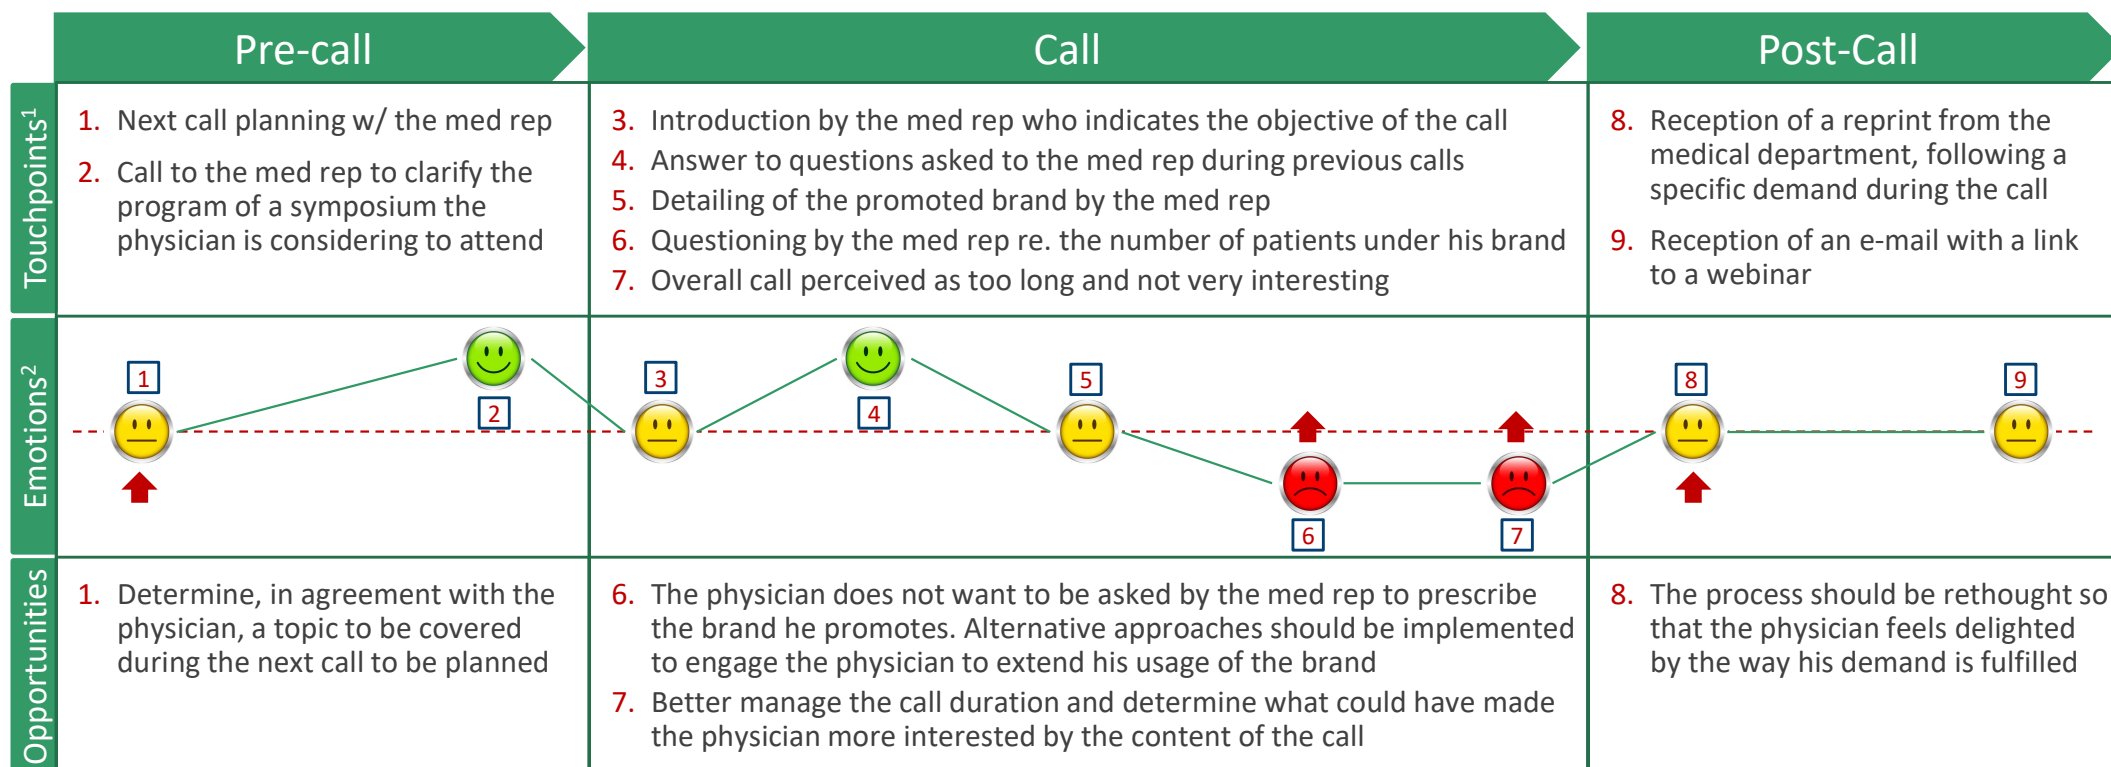 Pre-call
Call
Post-Call
Touchpoints1
1. Next call planning w/ the med rep
2. Call to the med rep to clarify the
program of a symposium the
physician is considering to attend
3. Introduction by the med rep who indicates the objective of the call
4. Answer to questions asked to the med rep during previous calls
5. Detailing of the promoted brand by the med rep
6. Questioning by the med rep re. the number of patients under his brand
7. Overall call perceived as too long and not very interesting
8. Reception of a reprint from the
medical department, following a
specific demand during the call
9. Reception of an e-mail with a link
to a webinar
Emotions2
1
2
3
4
5
6
7
8
9
Opportunities
1. Determine, in agreement with the
physician, a topic to be covered
during the next call to be planned
6. The physician does not want to be asked by the med rep to prescribe
the brand he promotes. Alternative approaches should be implemented
to engage the physician to extend his usage of the brand
7. Better manage the call duration and determine what could have made
the physician more interested by the content of the call
8. The process should be rethought so
that the physician feels delighted
by the way his demand is fulfilled